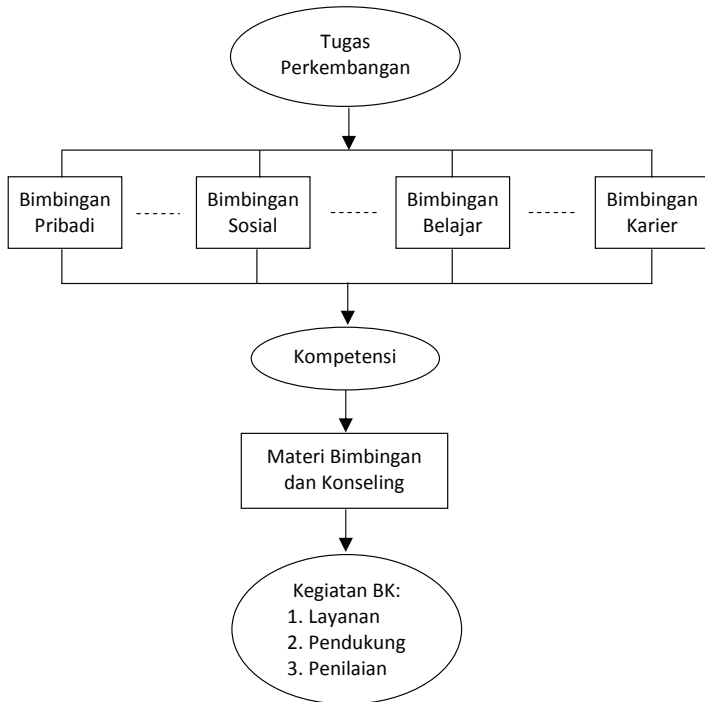 Tugas
Perkembangan
Bimbingan
Pribadi
Bimbingan
Sosial
Bimbingan
Belajar
Bimbingan
Karier
Kompetensi
Materi Bimbingan
dan Konseling
Kegiatan BK:
1. Layanan
2. Pendukung
3. Penilaian